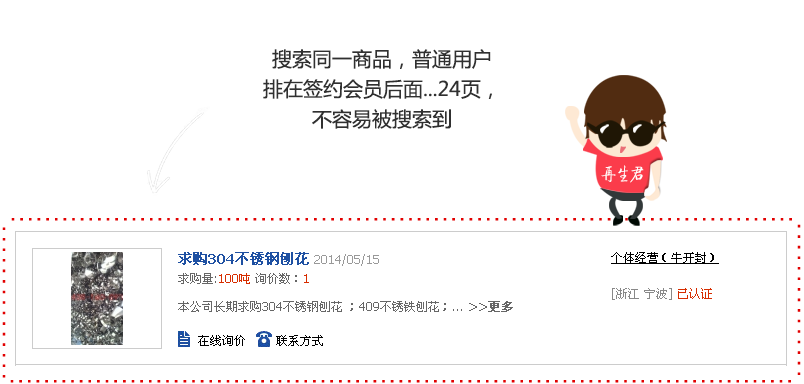 搜索同一商品，普通用户
排在签约会员后面...24页，
不容易被搜索到
再生君
求购304不锈钢刨花 2014/05/15
求购量:100吨 询价数：1
本公司长期求购304不锈钢刨花 ；409不锈铁刨花；... >>更多
在线询价 联系方式
个体经营（牛开封）
[浙江 宁波] 已认证